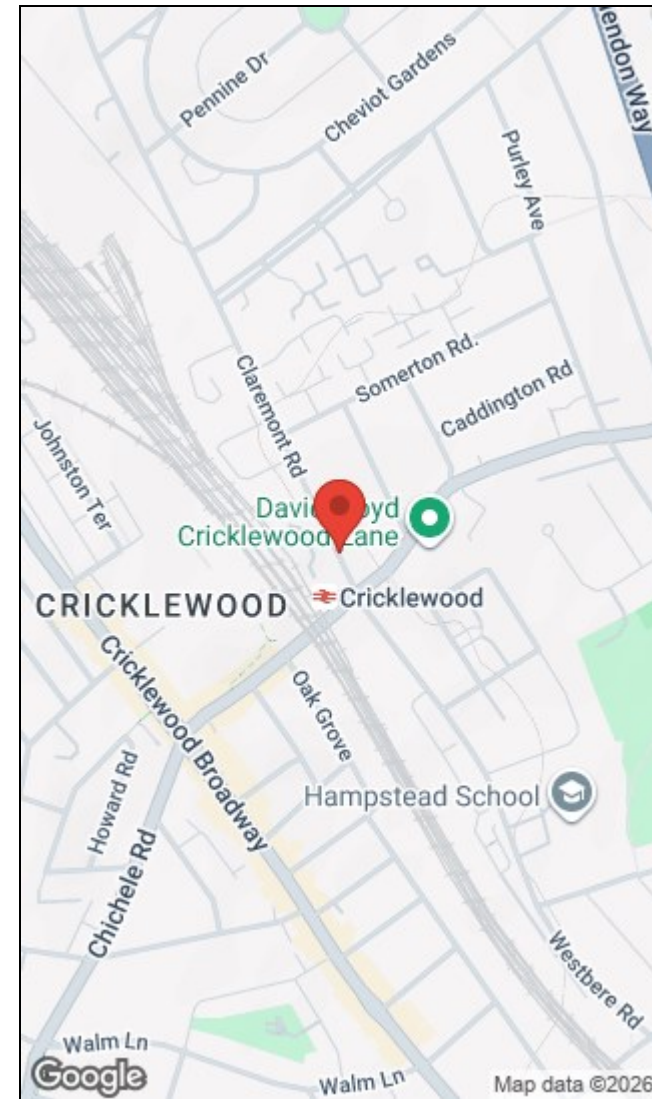 Pennine Dr
Cheviot Gardens
endon Way
Purley Ave
Claremont Rd
Somerton Rd.
Caddington Rd
Johnston Ter
David oyd
Cricklewood Lane
CRICKLEWOOD
Cricklewood
Cricklewood Broadway
Oak Grove
Howard Rd
Hampstead School
Chichele Rd
Westbere Rd
Walm Ln
Walm Ln
Google
Map data ©2026